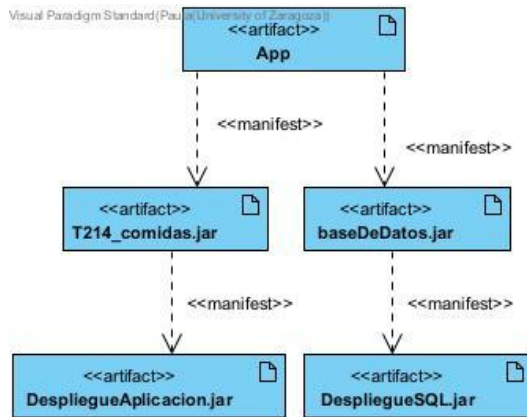 Visual Paradigm Standard(Paula(University of Zaragoza))
<<artifact>>
App
<<manifest>>
<<manifest>>
<<artifact>>
T214_comidas.jar
<<artifact>>
baseDeDatos.jar
<<manifest>>
<<manifest>>
<<artifact>>
DespliegueAplicacion.jar
<<artifact>>
DespliegueSQL.jar